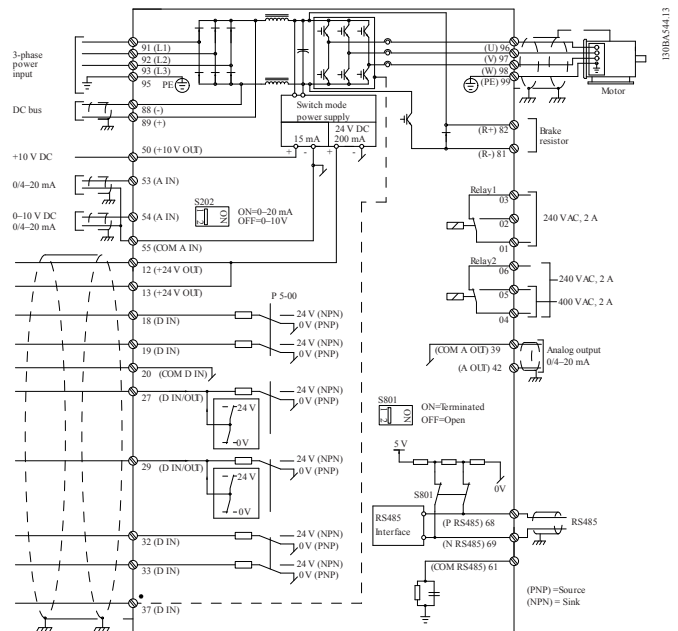 130BA544.13
3-phase
power
input
91 (L1)
92 (L2)
93 (L3)
95 PE
DC bus
88 (-)
89 (+)
+10 V DC
50 (+10 V OUT)
0/4–20 mA
53 (A IN)
0–10 V DC
0/4–20 mA
54 (A IN)
55 (COM A IN)
12 (+24 V OUT)
13 (+24 V OUT)
18 (D IN)
19 (D IN)
20 (COM D IN)
27 (D IN/OUT)
29 (D IN/OUT)
32 (D IN)
33 (D IN)
37 (D IN)
Switch mode
power supply
15 mA
24 V DC
200 mA
+ - + -
S202
1 2
ON
ON=0–20 mA
OFF=0–10V
P 5-00
24 V (NPN)
0 V (PNP)
24 V (NPN)
0 V (PNP)
24 V (NPN)
0 V (PNP)
24 V
0V
24 V (NPN)
0 V (PNP)
24 V
0V
24 V (NPN)
0 V (PNP)
24 V (NPN)
0 V (PNP)
(U) 96
(V) 97
(W) 98
(PE) 99
Motor
(R+) 82
(R-) 81
Brake
resistor
Relay1
03
02
01
240 VAC, 2 A
Relay2
06
05
04
240 VAC, 2 A
400 VAC, 2 A
(COM A OUT) 39
(A OUT) 42
Analog output
0/4–20 mA
S801
1 2
ON
ON=Terminated
OFF=Open
5 V
0V
S801
RS485
Interface
(P RS485) 68
(N RS485) 69
RS485
(COM RS485) 61
(PNP) =Source
(NPN) = Sink